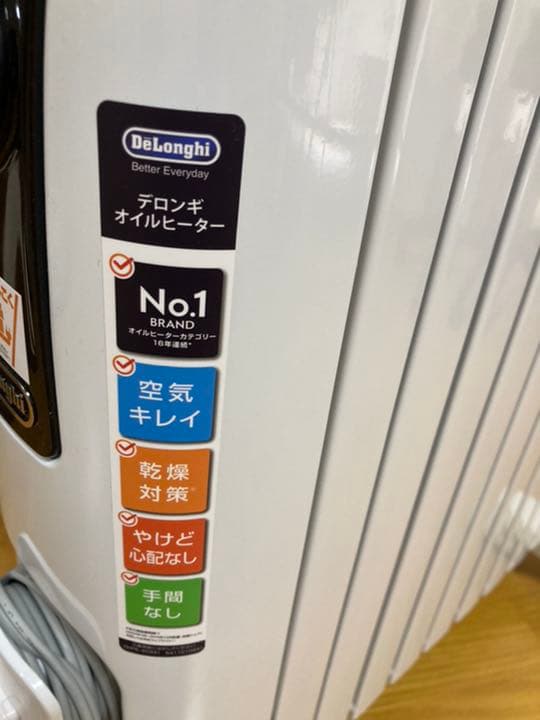 DeLonghi
Better Everyday
デロンギ
オイルヒーター
No.1
BRAND
オイルヒーターカテゴリー
16年連続*
空気
キレイ
乾燥
対策*
やけど
心配なし
手間
なし